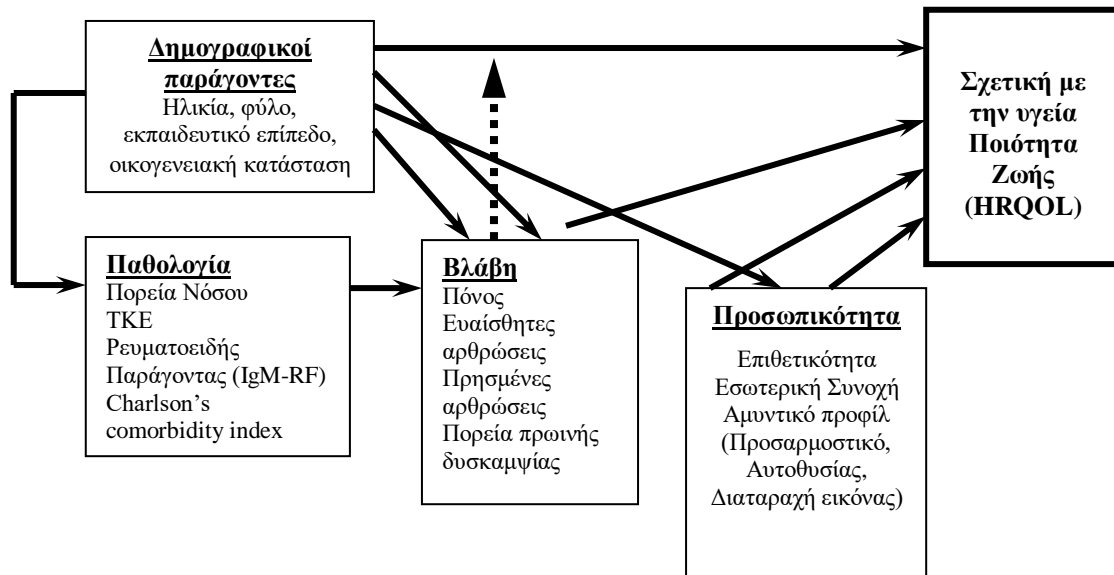 Δημογραφικοί
παράγοντες
Ηλικία, φύλο,
εκπαιδευτικό επίπεδο,
οικογενειακή κατάσταση
Σχετική με
την υγεία
Ποιότητα
Ζωής
(HRQOL)
Παθολογία
Πορεία Νόσου
ΤΚΕ
Ρευματοειδής
Παράγοντας (IgM-RF)
Charlson’s
comorbidity index
Βλάβη
Πόνος
Ευαίσθητες
αρθρώσεις
Πρησμένες
αρθρώσεις
Πορεία πρωινής
δυσκαμψίας
Προσωπικότητα
Επιθετικότητα
Εσωτερική Συνοχή
Αμυντικό προφίλ
(Προσαρμοστικό,
Αυτοθυσίας,
Διαταραχή εικόνας)